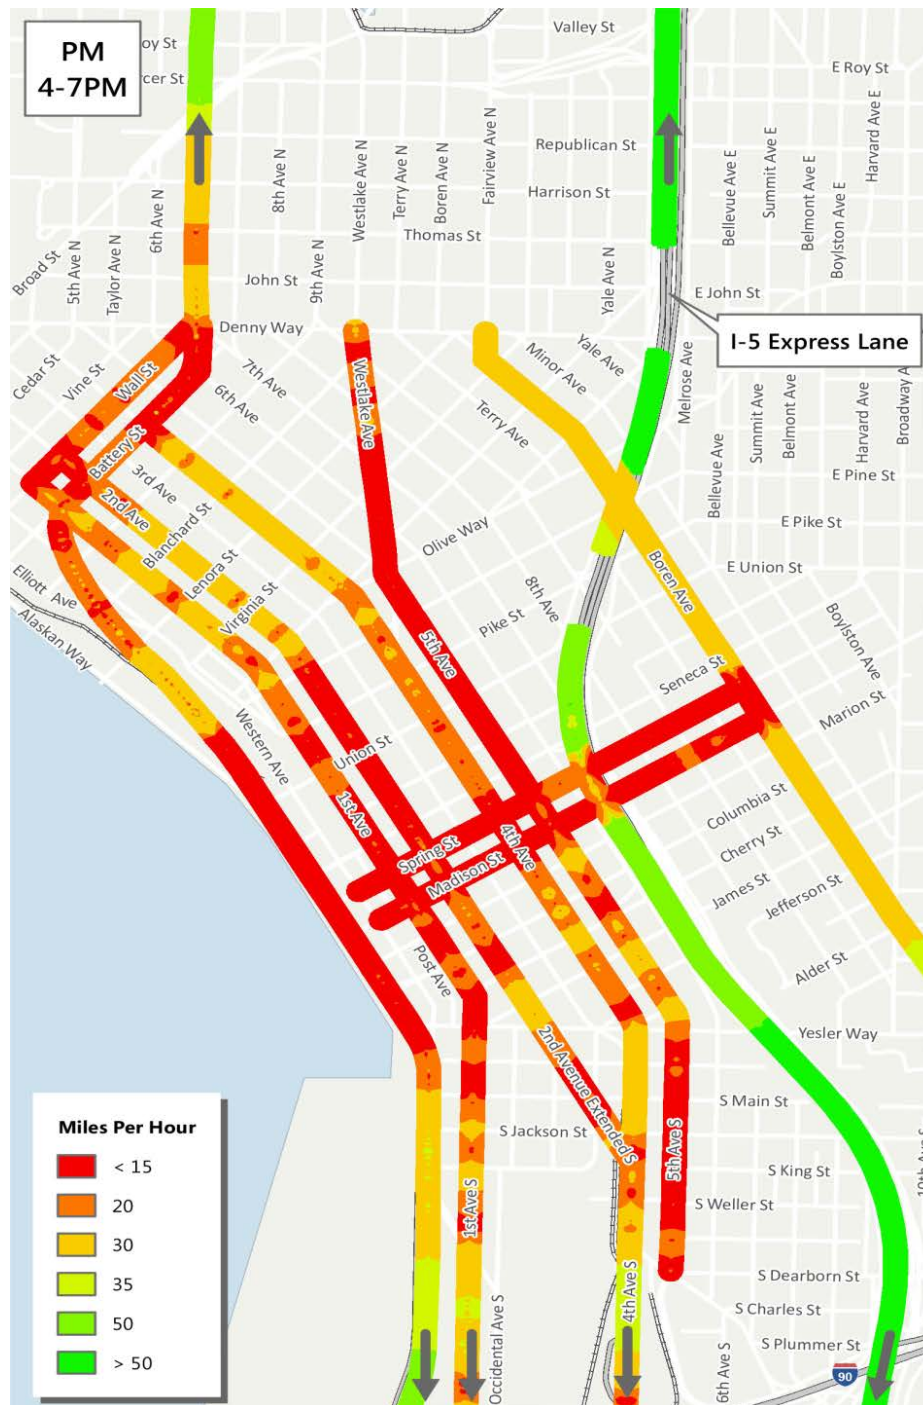 PM
4-7PM
oy St
rcer St
Valley St
E Roy St
Republican St
Harrison St
Thomas St
John St
Denny Way
E John St
I-5 Express Lane
Broad St
5th Ave N
Taylor Ave N
6th Ave N
8th Ave N
9th Ave N
Westlake Ave N
Terry Ave N
Boren Ave N
Fairview Ave N
Yale Ave N
Bellevue Ave E
Summit Ave E
Belmont Ave E
Boylston Ave E
Harvard Ave E
Cedar St
Vine St
Wall St
Battery St
7th Ave
6th Ave
Westlake Ave
Minor Ave
Yale Ave
Terry Ave
Melrose Ave
Bellevue Ave
Summit Ave
Belmont Ave
Harvard Ave
Broadway A
3rd Ave
2nd Ave
Blanchard St
Lenora St
Virginia St
Olive Way
E Pine St
E Pike St
E Union St
Elliott Ave
Alaskan Way
Pike St
8th Ave
Boren Ave
Boylston Ave
5th Ave
Seneca St
Marion St
Western Ave
Union St
1st Ave
Spring St
Madison St
4th Ave
Columbia St
Cherry St
James St
Jefferson St
Alder St
Post Ave
Yesler Way
2nd Avenue Extended S
S Jackson St
S Main St
S King St
S Weller St
5th Ave S
1st Ave S
4th Ave S
10th Ave S
S Dearborn St
S Charles St
S Plummer St
Occidental Ave S
6th Ave S
90
Miles Per Hour
< 15
20
30
35
50
> 50